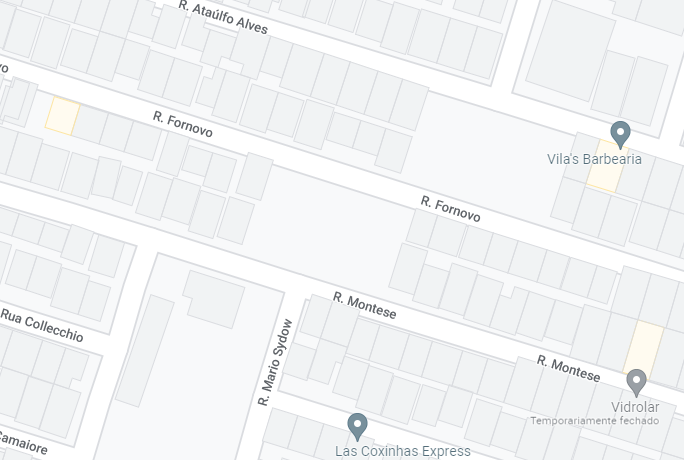 R. Ataúlfo Alves
R. Fornovo
Vila's Barbearia
R. Fornovo
R. Montese
Rua Collecchio
R. Mario Sydow
R. Montese
Vidrolar
Temporariamente fechado
Camaiore
Las Coxinhas Express